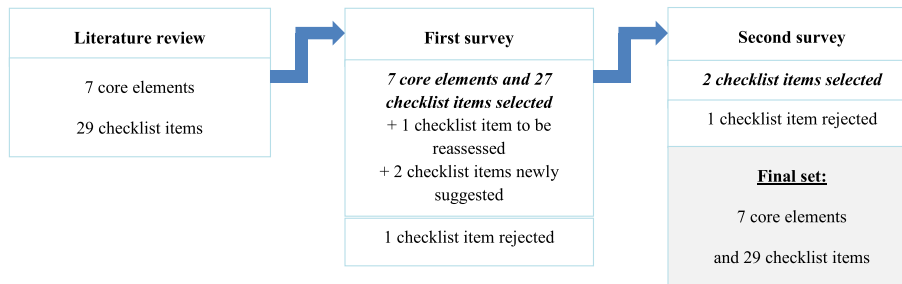 Literature review
7 core elements
29 checklist items
First survey
7 core elements and 27
checklist items selected
+ 1 checklist item to be
reassessed
+ 2 checklist items newly
suggested
1 checklist item rejected
Second survey
2 checklist items selected
1 checklist item rejected
Final set:
7 core elements
and 29 checklist items